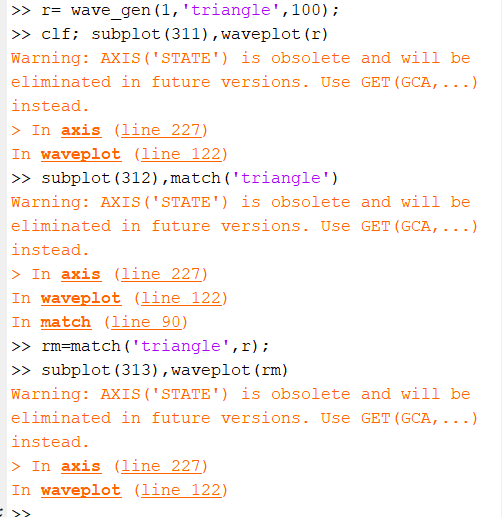 >> r= wave_gen(1,'triangle',100);
>> clf; subplot(311),waveplot(r)
Warning: AXIS('STATE') is obsolete and will be
eliminated in future versions. Use GET(GCA,...)
instead.
> In axis (line 227)
In waveplot (line 122)
>> subplot(312),match('triangle')
Warning: AXIS('STATE') is obsolete and will be
eliminated in future versions. Use GET(GCA,...)
instead.
> In axis (line 227)
In waveplot (line 122)
In match (line 90)
>> rm=match('triangle',r);
>> subplot(313),waveplot(rm)
Warning: AXIS('STATE') is obsolete and will be
eliminated in future versions. Use GET(GCA,...)
instead.
> In axis (line 227)
In waveplot (line 122)
>>